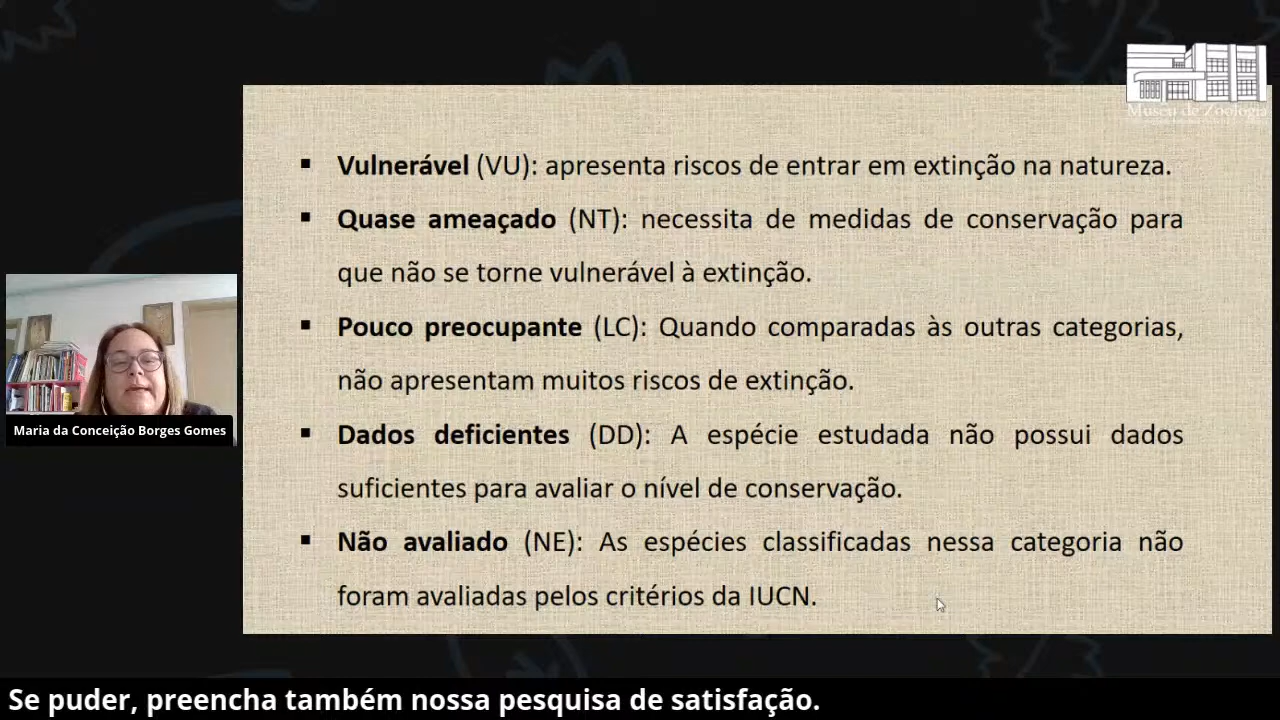 Museu de Zoologia
▪ Vulnerável (VU): apresenta riscos de entrar em extinção na natureza.
▪ Quase ameaçado (NT): necessita de medidas de conservação para
que não se torne vulnerável à extinção.
▪ Pouco preocupante (LC): Quando comparadas às outras categorias,
não apresentam muitos riscos de extinção.
▪ Dados deficientes (DD): A espécie estudada não possui dados
suficientes para avaliar o nível de conservação.
▪ Não avaliado (NE): As espécies classificadas nessa categoria não
foram avaliadas pelos critérios da IUCN.
Maria da Conceição Borges Gomes
Se puder, preencha também nossa pesquisa de satisfação.